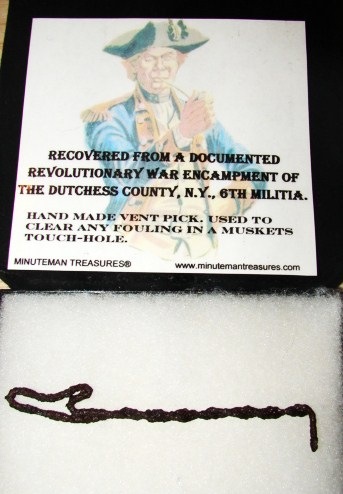 RECOVERED FROM A DOCUMENTED
REVOLUTIONARY WAR ENCAMPMENT OF
THE DUTCHESS COUNTY, N.Y., 6TH MILITIA.
HAND MADE VENT PICK. USED TO
CLEAR ANY FOULING IN A MUSKETS
TOUCH-HOLE.
MINUTEMAN TREASURES® www.minutemantreasures.com